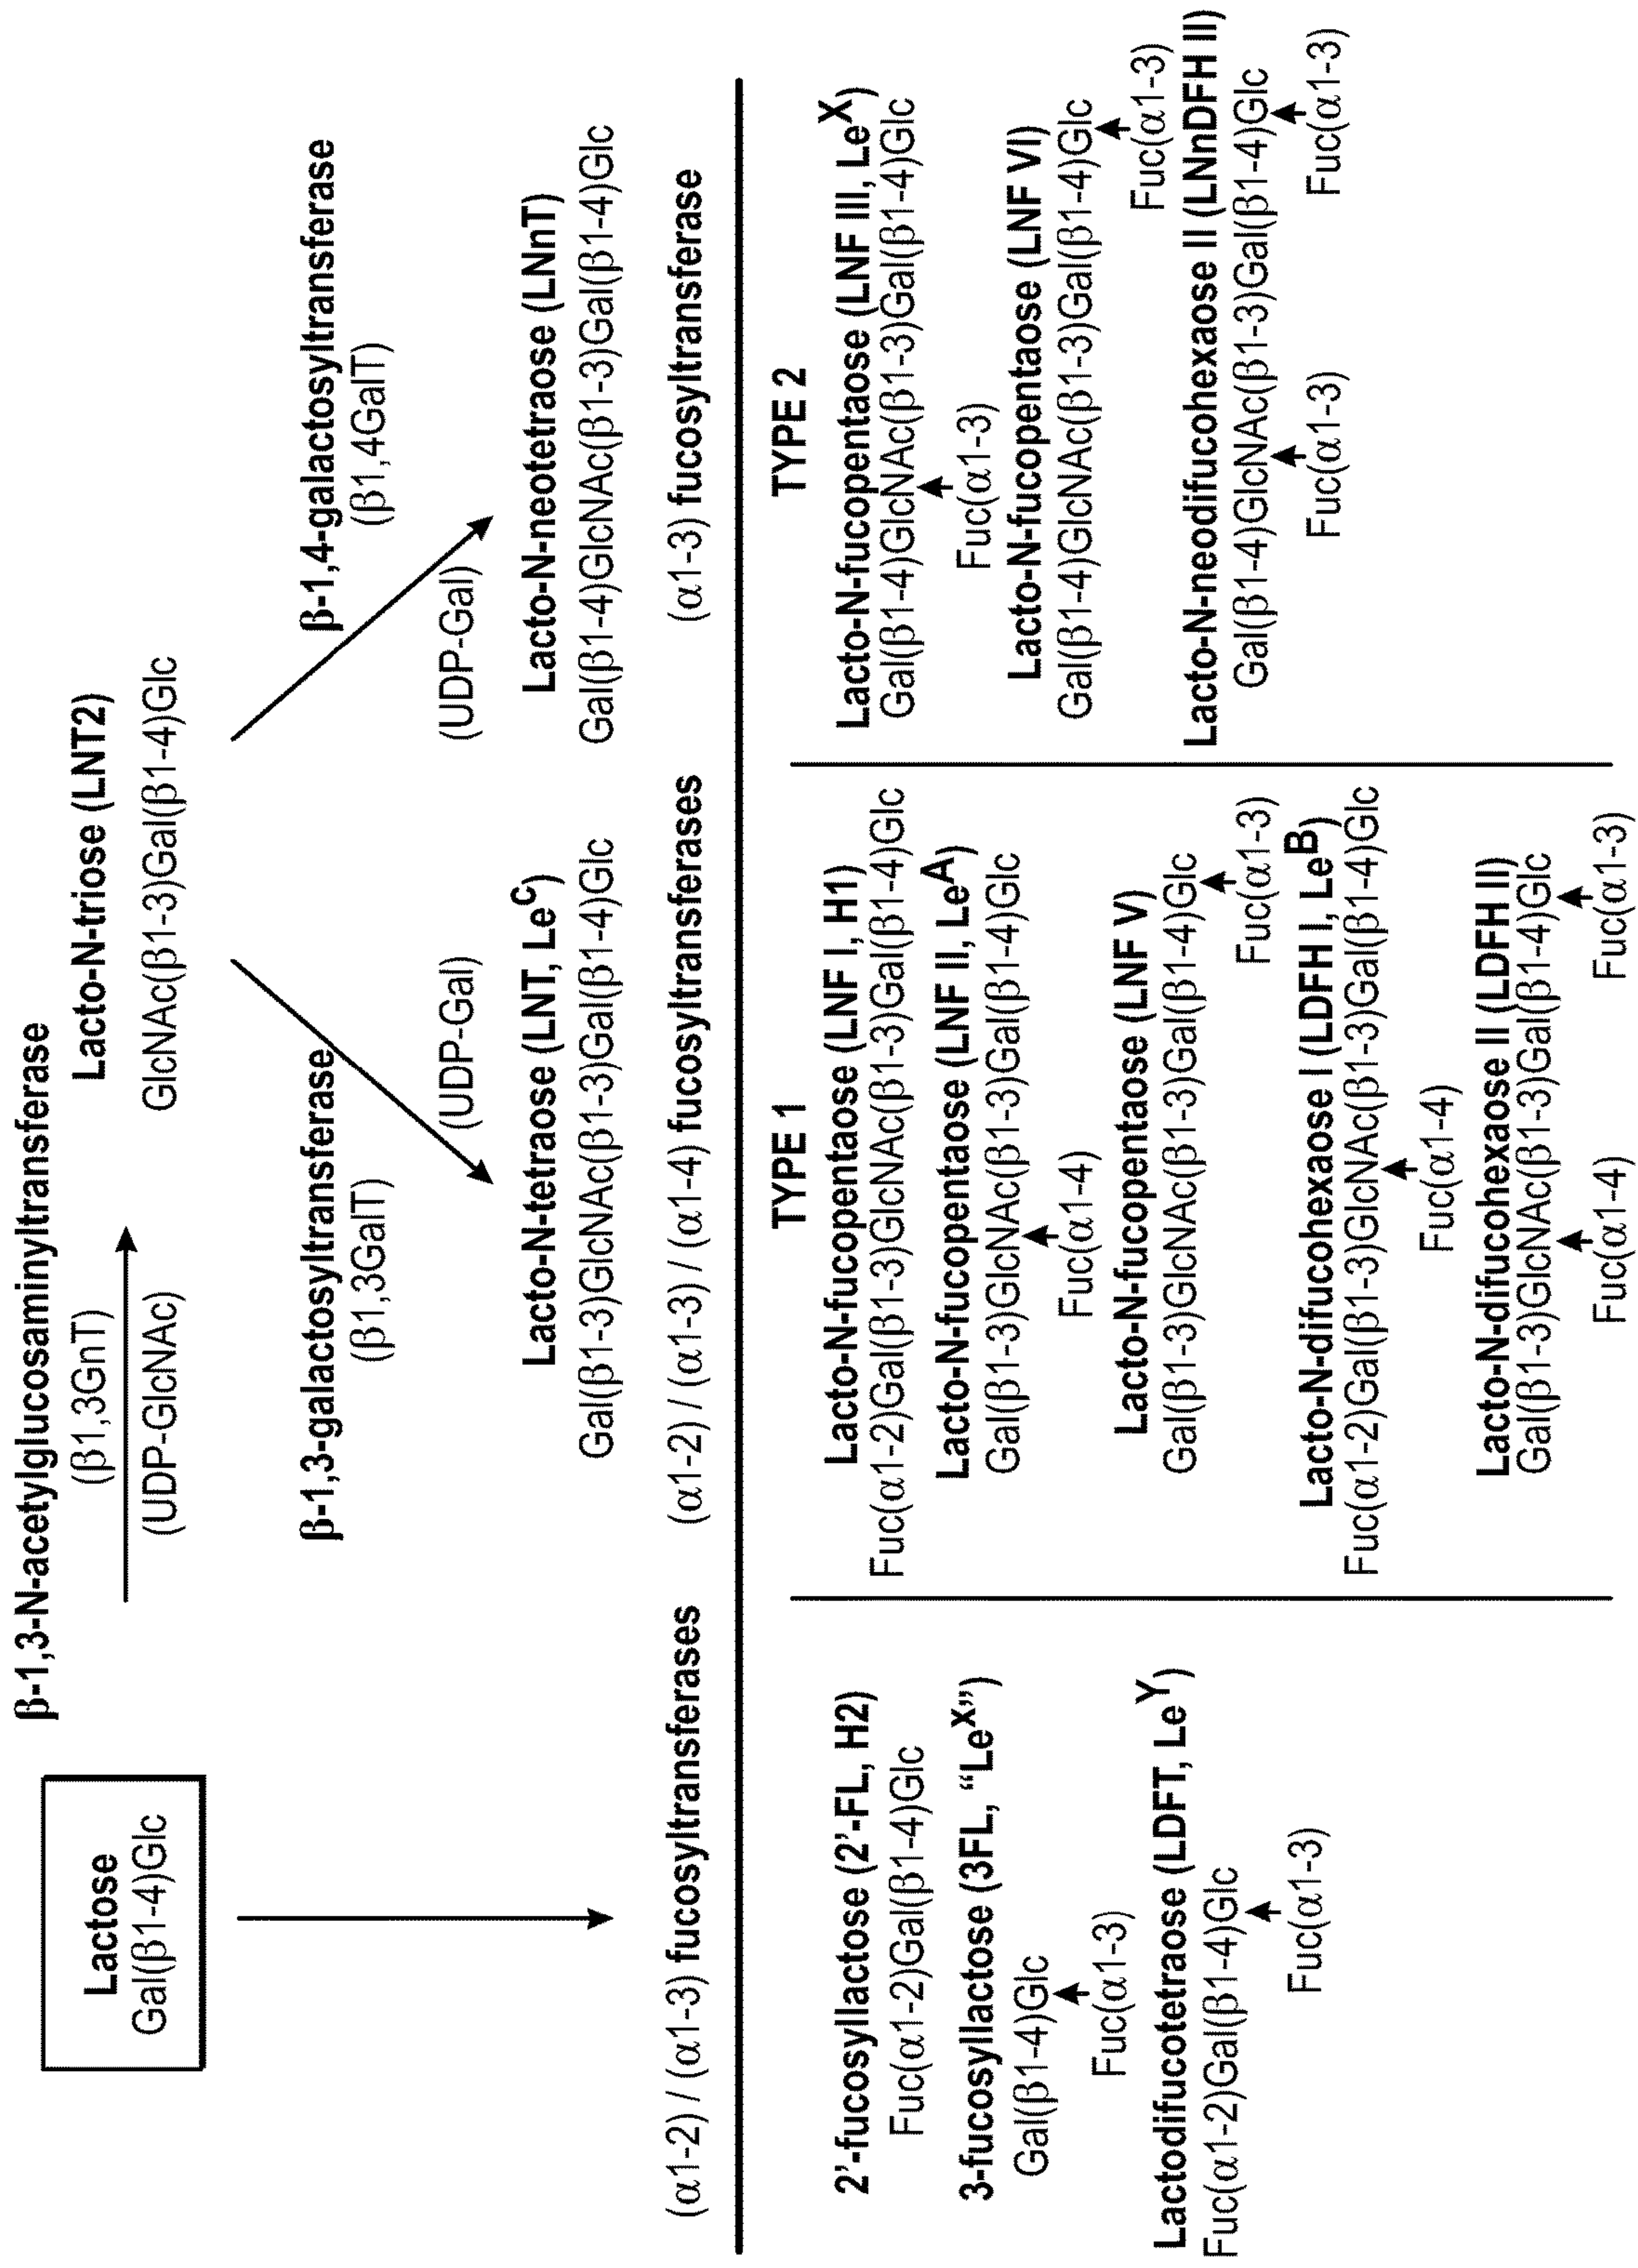 β-1,3-N-acetylglucosaminyltransferase
(β1,3GnT)
(UDP-GlcNAc)
Lactose
Gal(β1-4)Glc
Lacto-N-triose (LNT2)
GlcNAc(β1-3)Gal(β1-4)Glc
β-1,3-galactosyltransferase
(β1,3GalT)
(UDP-Gal)
β-1,4-galactosyltransferase
(β1,4GalT)
(UDP-Gal)
Lacto-N-tetraose (LNT, Le^C)
Gal(β1-3)GlcNAc(β1-3)Gal(β1-4)Glc
Lacto-N-neotetraose (LNnT)
Gal(β1-4)GlcNAc(β1-3)Gal(β1-4)Glc
(α1-2) / (α1-3) fucosyltransferases
(α1-2) / (α1-3) / (α1-4) fucosyltransferases
(α1-3) fucosyltransferase
2'-fucosyllactose (2'-FL, H2)
Fuc(α1-2)Gal(β1-4)Glc
3-fucosyllactose (3FL, “Le^X”)
Gal(β1-4)Glc
Fuc(α1-3)
Lactodifucotetraose (LDFT, Le^Y)
Fuc(α1-2)Gal(β1-4)Glc
Fuc(α1-3)
TYPE 1
Lacto-N-fucopentaose (LNF I, H1)
Fuc(α1-2)Gal(β1-3)GlcNAc(β1-3)Gal(β1-4)Glc
Lacto-N-fucopentaose (LNF II, Le^A)
Gal(β1-3)GlcNAc(β1-3)Gal(β1-4)Glc
Fuc(α1-4)
Lacto-N-fucopentaose (LNF V)
Gal(β1-3)GlcNAc(β1-3)Gal(β1-4)Glc
Fuc(α1-3)
Lacto-N-difucohexaose I (LDFH I, Le^B)
Fuc(α1-2)Gal(β1-3)GlcNAc(β1-3)Gal(β1-4)Glc
Fuc(α1-4)
Lacto-N-difucohexaose II (LDFH II)
Gal(β1-3)GlcNAc(β1-3)Gal(β1-4)Glc
Fuc(α1-4) Fuc(α1-3)
TYPE 2
Lacto-N-fucopentaose (LNF III, Le^X)
Gal(β1-4)GlcNAc(β1-3)Gal(β1-4)Glc
Fuc(α1-3)
Lacto-N-fucopentaose (LNF VI)
Gal(β1-4)GlcNAc(β1-3)Gal(β1-4)Glc
Fuc(α1-3)
Lacto-N-neodifucohexaose II (LNnDFH II)
Gal(β1-4)GlcNAc(β1-3)Gal(β1-4)Glc
Fuc(α1-3) Fuc(α1-3)